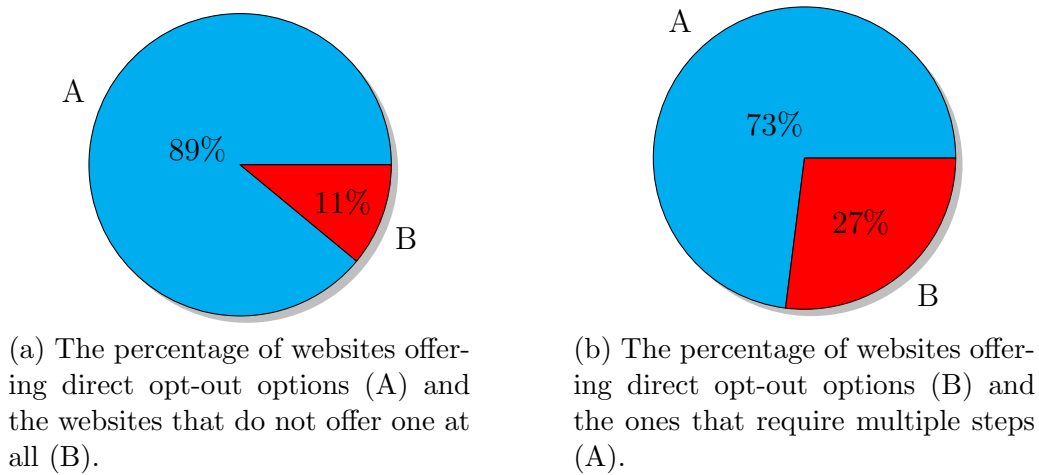 A
89%
11%
B
(a) The percentage of websites offer-
ing direct opt-out options (A) and
the websites that do not offer one at
all (B).
A
73%
27%
B
(b) The percentage of websites offer-
ing direct opt-out options (B) and
the ones that require multiple steps
(A).